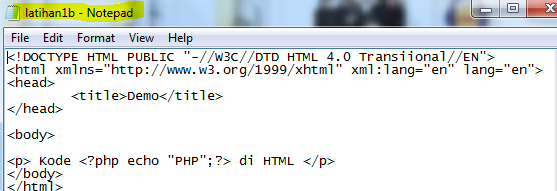 latihan1b - Notepad
File Edit Format View Help
<!DOCTYPE HTML PUBLIC "-//W3C//DTD HTML 4.0 Transiional//EN">
<html xmlns="http://www.w3.org/1999/xhtml" xml:lang="en" lang="en">
<head>
<title>Demo</title>
</head>
<body>
<p> Kode <?php echo "PHP";?> di HTML </p>
</body>
</html>